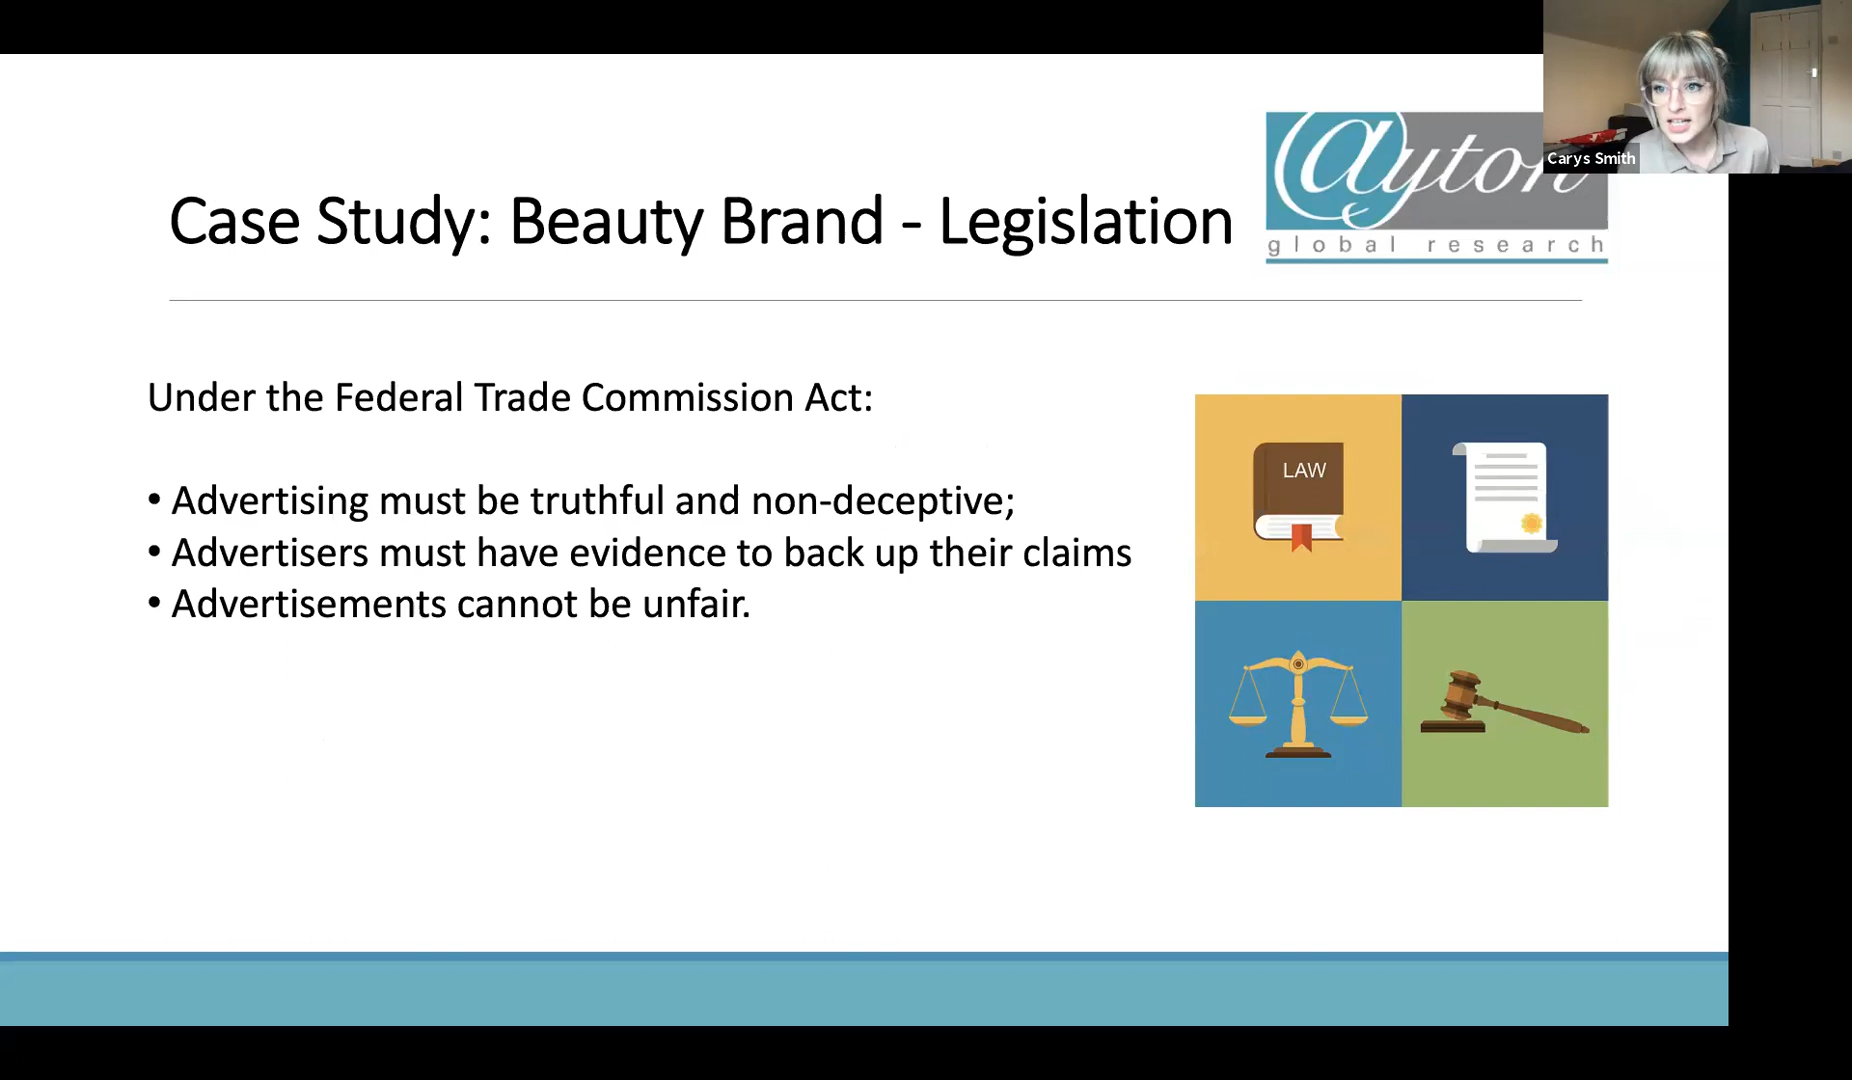 Carys Smith
@yton
global research
Case Study: Beauty Brand - Legislation
Under the Federal Trade Commission Act:
• Advertising must be truthful and non-deceptive;
• Advertisers must have evidence to back up their claims
• Advertisements cannot be unfair.
LAW